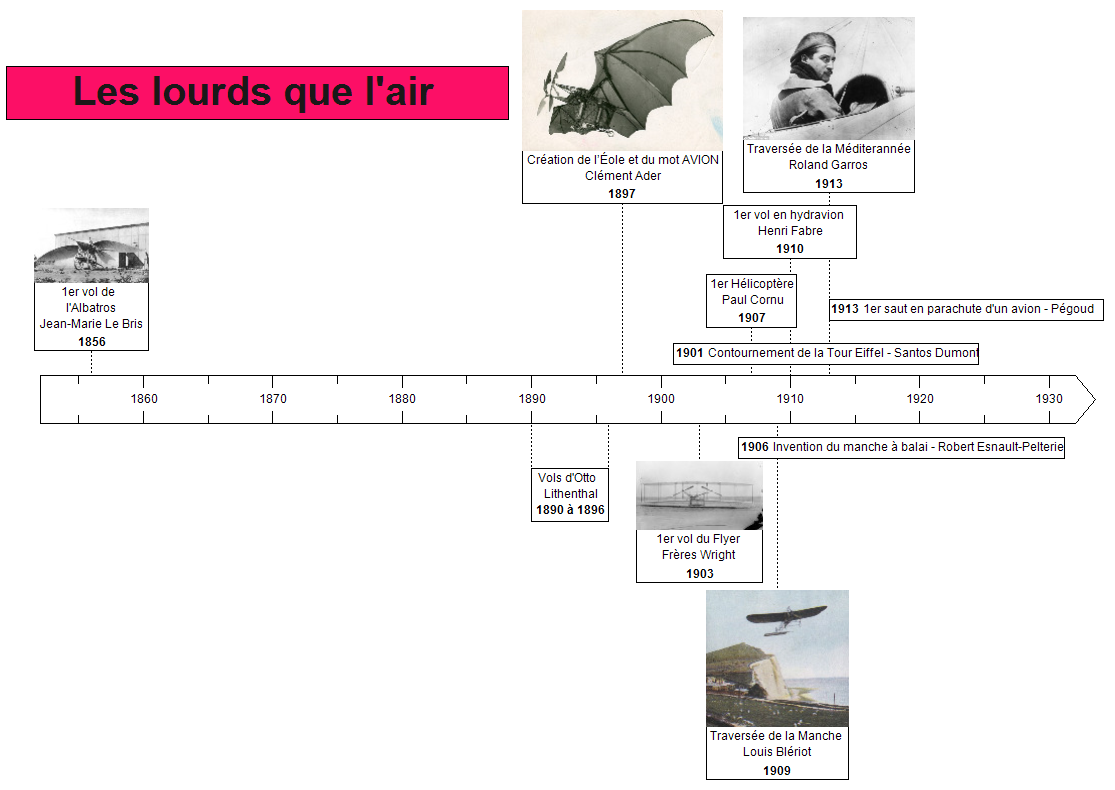 Les lourds que l'air
Création de l'Éole et du mot AVION
Clément Ader
1897
Traversée de la Méditerannée
Roland Garros
1913
1er vol en hydravion
Henri Fabre
1910
1er vol de
l'Albatros
Jean-Marie Le Bris
1856
1er Hélicoptère
Paul Cornu
1907
1913 1er saut en parachute d'un avion - Pégoud
1901 Contournement de la Tour Eiffel - Santos Dumont
1860 1870 1880 1890 1900 1910 1920 1930
1906 Invention du manche à balai - Robert Esnault-Pelterie
Vols d'Otto
Lithenthal
1890 à 1896
1er vol du Flyer
Frères Wright
1903
Traversée de la Manche
Louis Blériot
1909